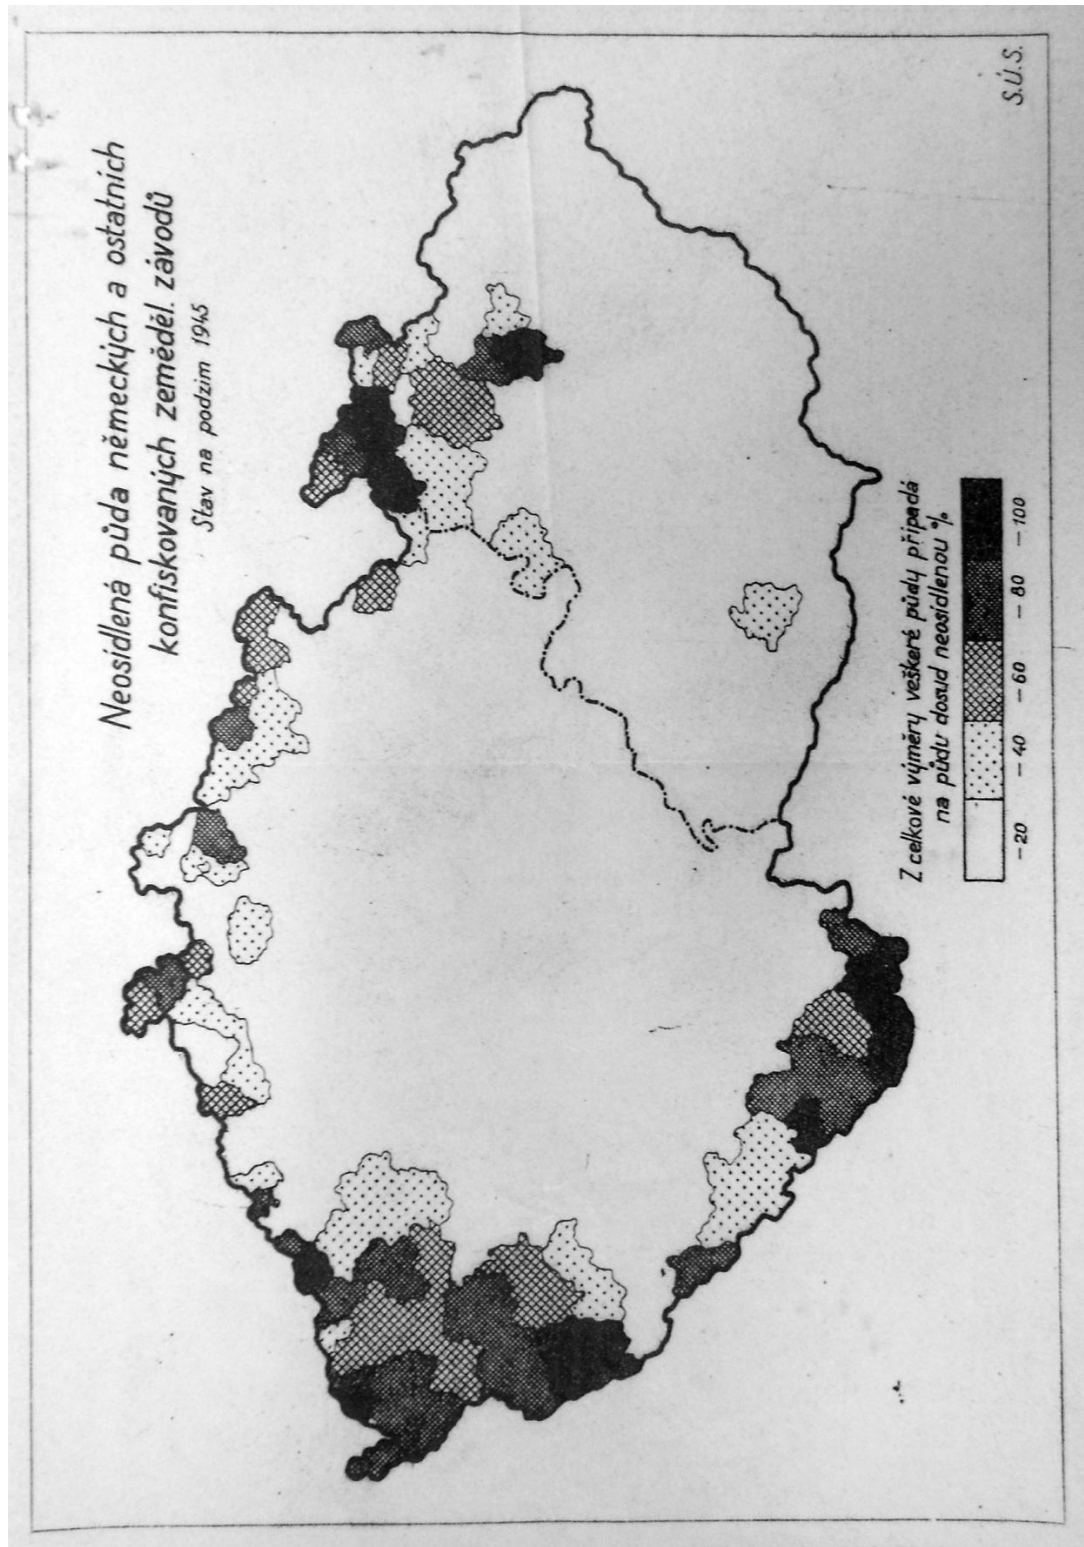 Neosídlená půda německých a ostatních
konfiskovaných zeměděl. závodů
Stav na podzim 1945
Z celkové výměry veškeré půdy připadá
na půdu dosud neosídlenou %
– 20 – 40 – 60 – 80 – 100
S.Ú.S.